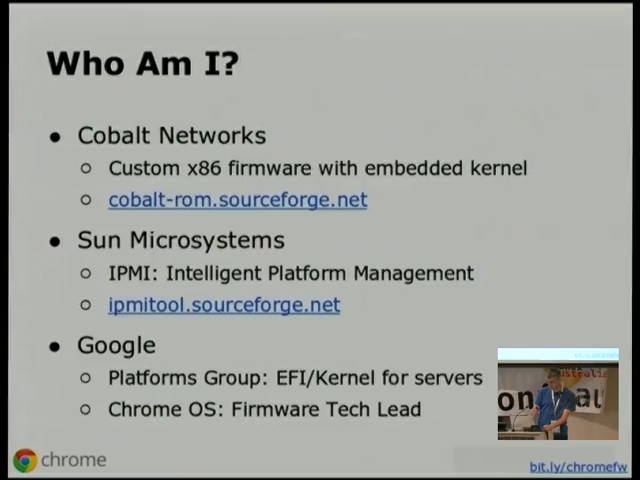 Who Am I?
● Cobalt Networks
○ Custom x86 firmware with embedded kernel
○ cobalt-rom.sourceforge.net
● Sun Microsystems
○ IPMI: Intelligent Platform Management
○ ipmitool.sourceforge.net
● Google
○ Platforms Group: EFI/Kernel for servers
○ Chrome OS: Firmware Tech Lead
chrome
bit.ly/chromefw